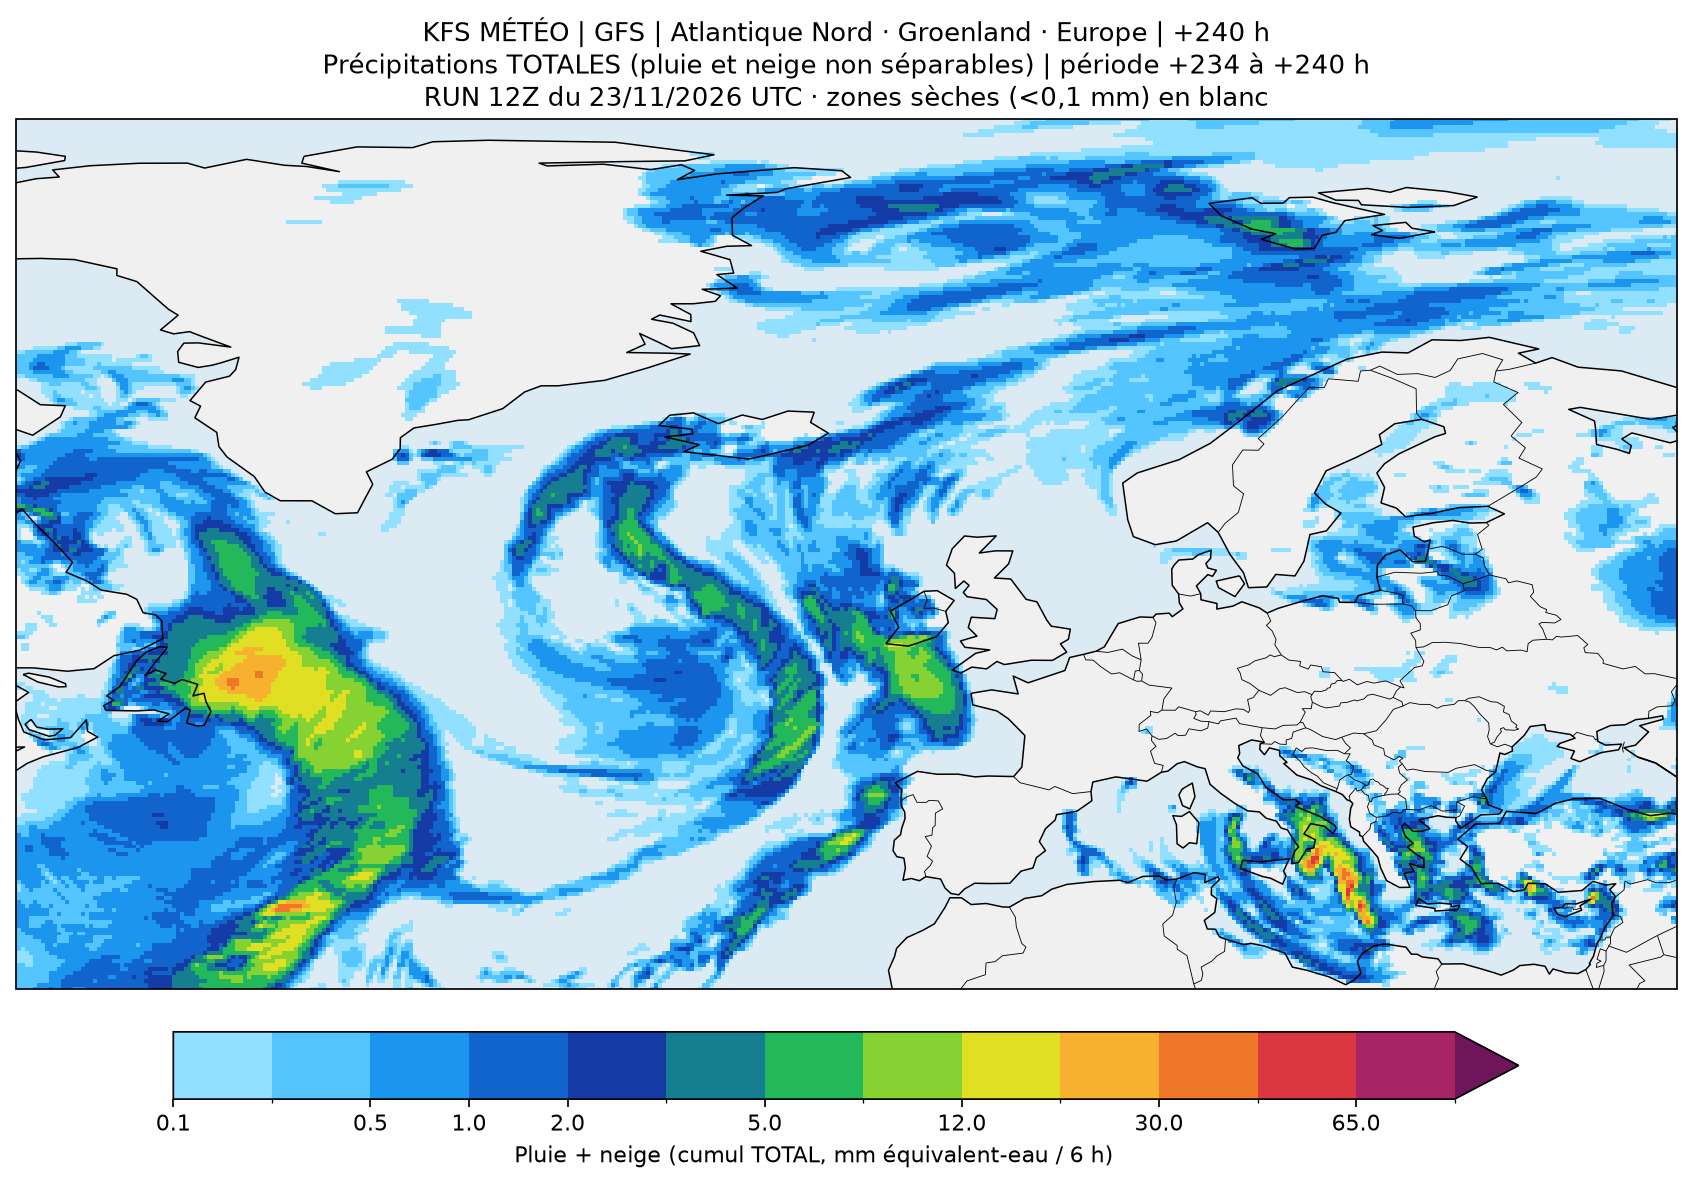 KFS MÉTÉO | GFS | Atlantique Nord · Groenland · Europe | +240 h
Précipitations TOTALES (pluie et neige non séparables) | période +234 à +240 h
RUN 12Z du 23/11/2026 UTC · zones sèches (<0,1 mm) en blanc
0.1 0.5 1.0 2.0 5.0 12.0 30.0 65.0
Pluie + neige (cumul TOTAL, mm équivalent-eau / 6 h)